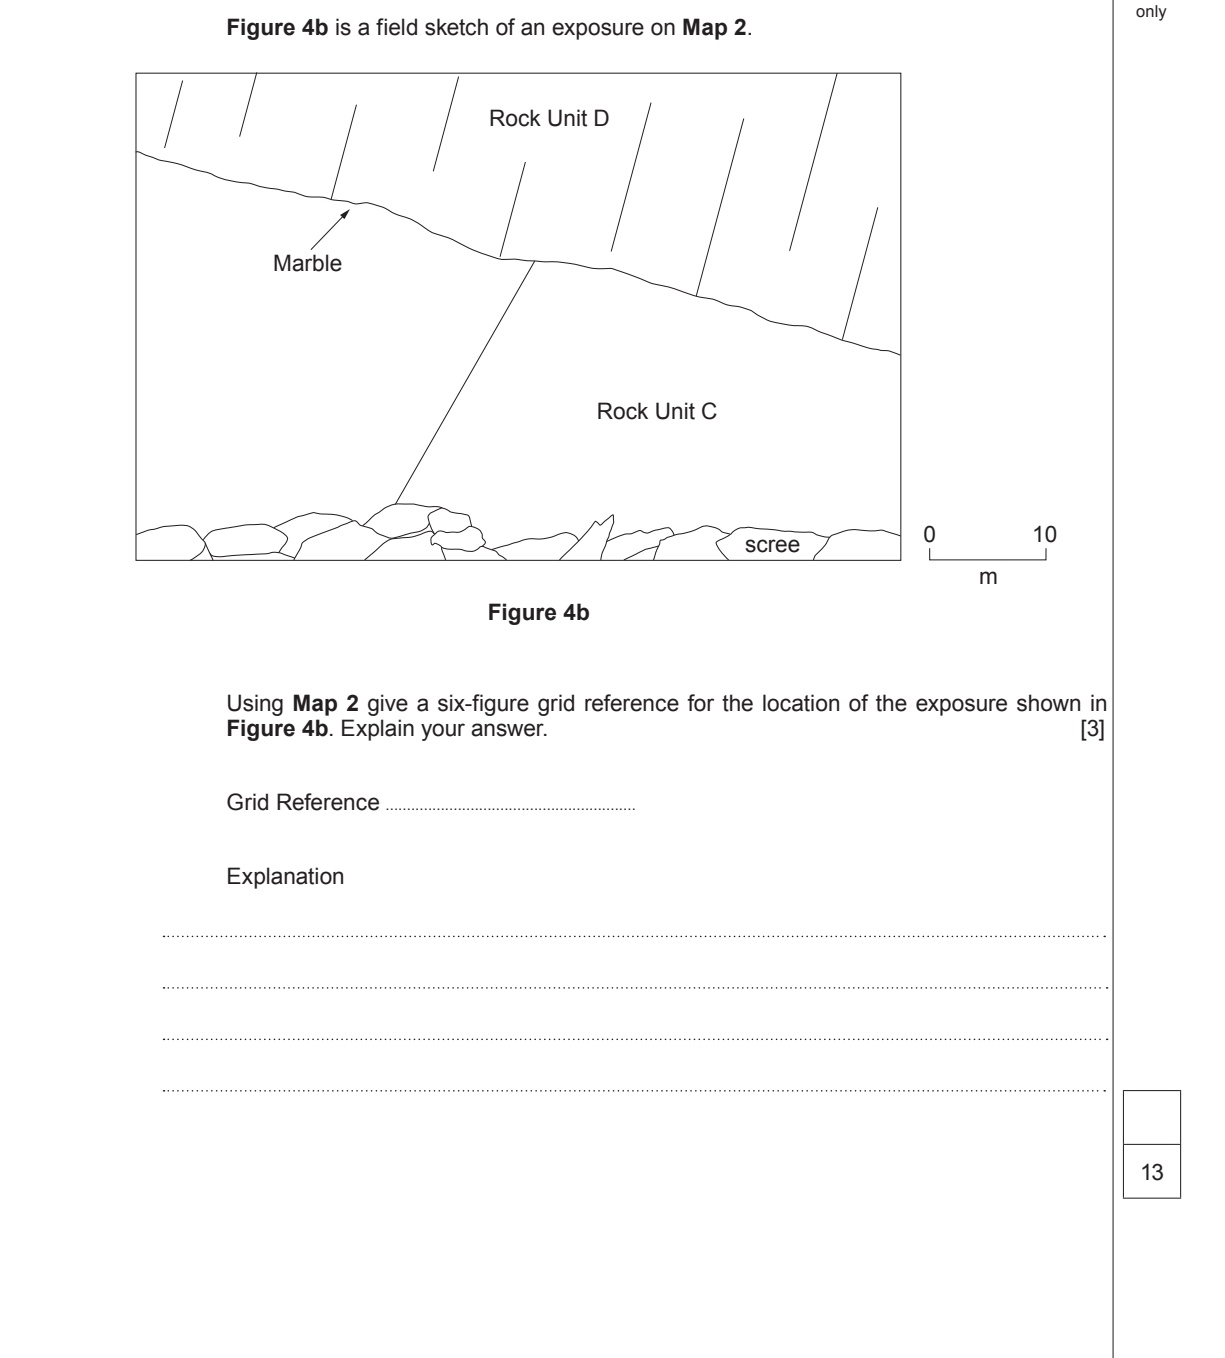 only
Figure 4b is a field sketch of an exposure on Map 2.
Rock Unit D
Marble
Rock Unit C
scree
0 10
m
Figure 4b
Using Map 2 give a six-figure grid reference for the location of the exposure shown in
Figure 4b. Explain your answer. [3]
Grid Reference
Explanation
13